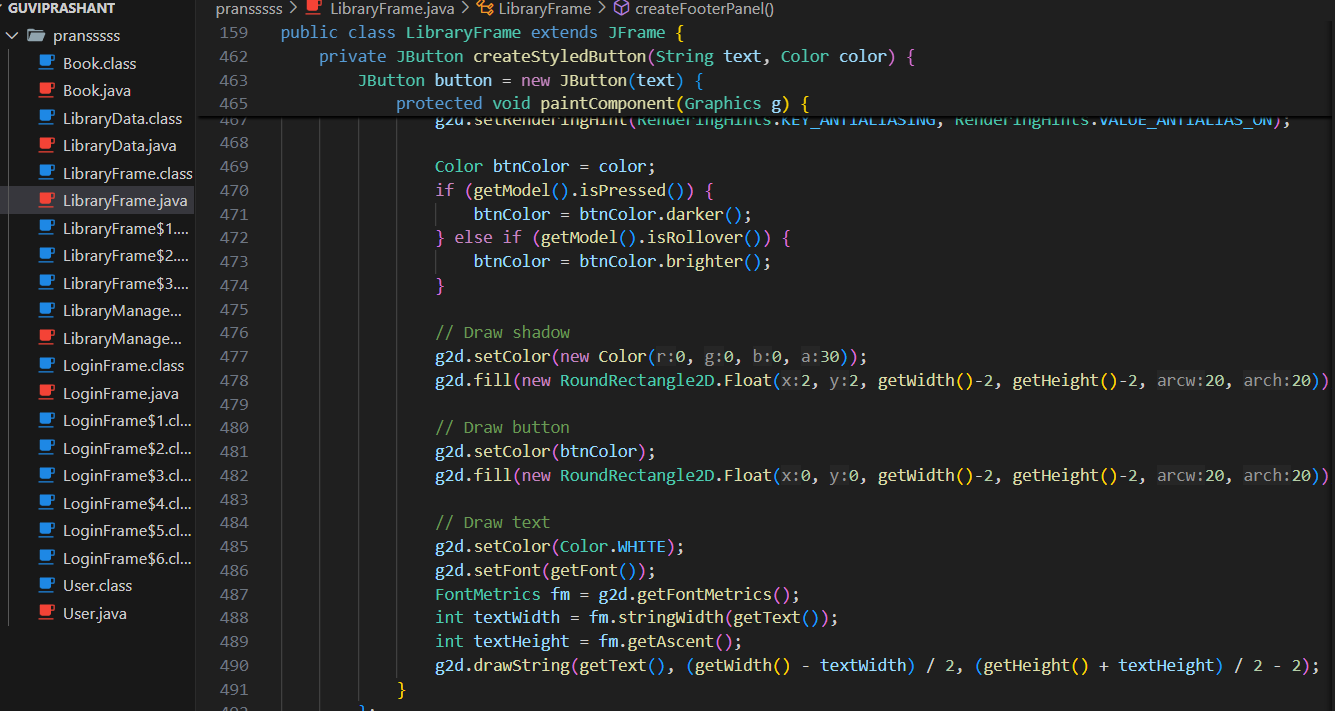 GUVIPRASHANT
pransssss
Book.class
Book.java
LibraryData.class
LibraryData.java
LibraryFrame.class
LibraryFrame.java
LibraryFrame$1....
LibraryFrame$2....
LibraryFrame$3....
LibraryManage...
LibraryManage...
LoginFrame.class
LoginFrame.java
LoginFrame$1.cl...
LoginFrame$2.cl...
LoginFrame$3.cl...
LoginFrame$4.cl...
LoginFrame$5.cl...
LoginFrame$6.cl...
User.class
User.java
pransssss > LibraryFrame.java > LibraryFrame > createFooterPanel()
159 public class LibraryFrame extends JFrame {
462 private JButton createStyledButton(String text, Color color) {
463 JButton button = new JButton(text) {
465 protected void paintComponent(Graphics g) {
467 g2d.setRenderingHint(RenderingHints.KEY_ANTIALIASING, RenderingHints.VALUE_ANTIALIAS_ON);
468
469 Color btnColor = color;
470 if (getModel().isPressed()) {
471 btnColor = btnColor.darker();
472 } else if (getModel().isRollover()) {
473 btnColor = btnColor.brighter();
474 }
475
476 // Draw shadow
477 g2d.setColor(new Color(r:0, g:0, b:0, a:30));
478 g2d.fill(new RoundRectangle2D.Float(x:2, y:2, getWidth()-2, getHeight()-2, arcw:20, arch:20))
479
480 // Draw button
481 g2d.setColor(btnColor);
482 g2d.fill(new RoundRectangle2D.Float(x:0, y:0, getWidth()-2, getHeight()-2, arcw:20, arch:20))
483
484 // Draw text
485 g2d.setColor(Color.WHITE);
486 g2d.setFont(getFont());
487 FontMetrics fm = g2d.getFontMetrics();
488 int textWidth = fm.stringWidth(getText());
489 int textHeight = fm.getAscent();
490 g2d.drawString(getText(), (getWidth() - textWidth) / 2, (getHeight() + textHeight) / 2 - 2);
491 }